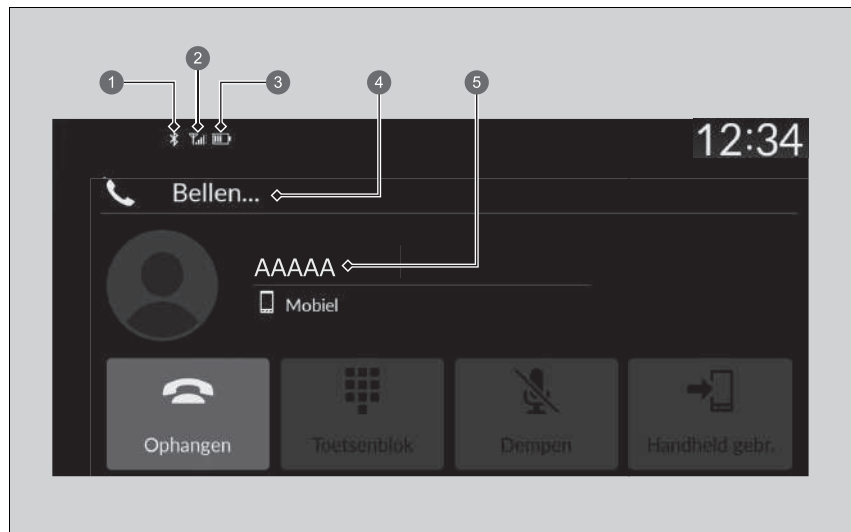 2
1
3
4
5
12:34
Bellen...
AAAAA
Mobiel
Ophangen
Toetsenblok
Dempen
Handheld gebr.